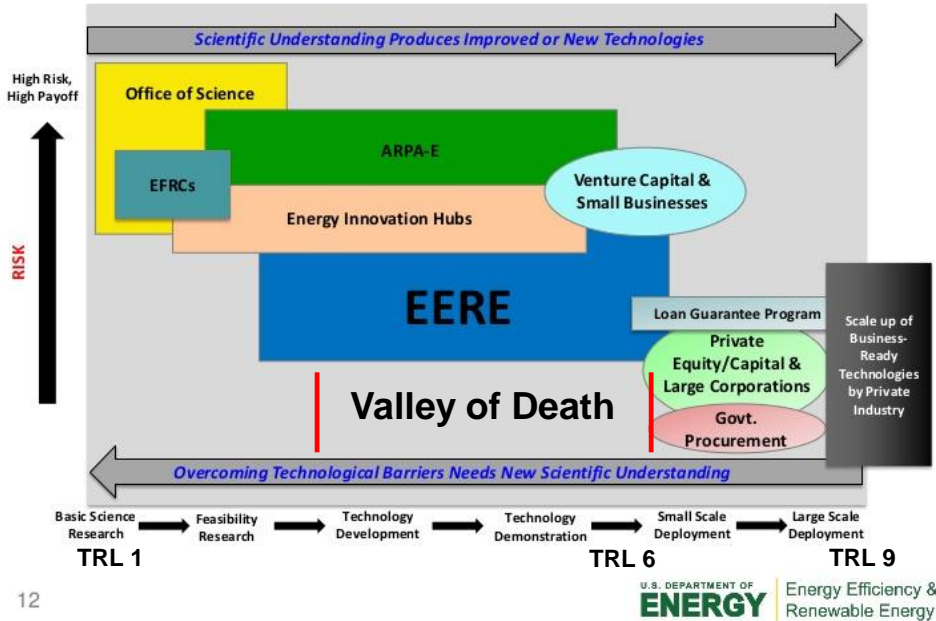 Scientific Understanding Produces Improved or New Technologies
High Risk,
High Payoff
RISK
Office of Science
ARPA-E
EFRCs
Venture Capital &
Small Businesses
Energy Innovation Hubs
EERE
Loan Guarantee Program
Private
Equity/Capital &
Large Corporations
Govt.
Procurement
Scale up of
Business-
Ready
Technologies
by Private
Industry
Valley of Death
Overcoming Technological Barriers Needs New Scientific Understanding
Basic Science
Research
Feasibility
Research
Technology
Development
Technology
Demonstration
Small Scale
Deployment
Large Scale
Deployment
TRL 1
TRL 6
TRL 9
12
U.S. DEPARTMENT OF
ENERGY
Energy Efficiency &
Renewable Energy